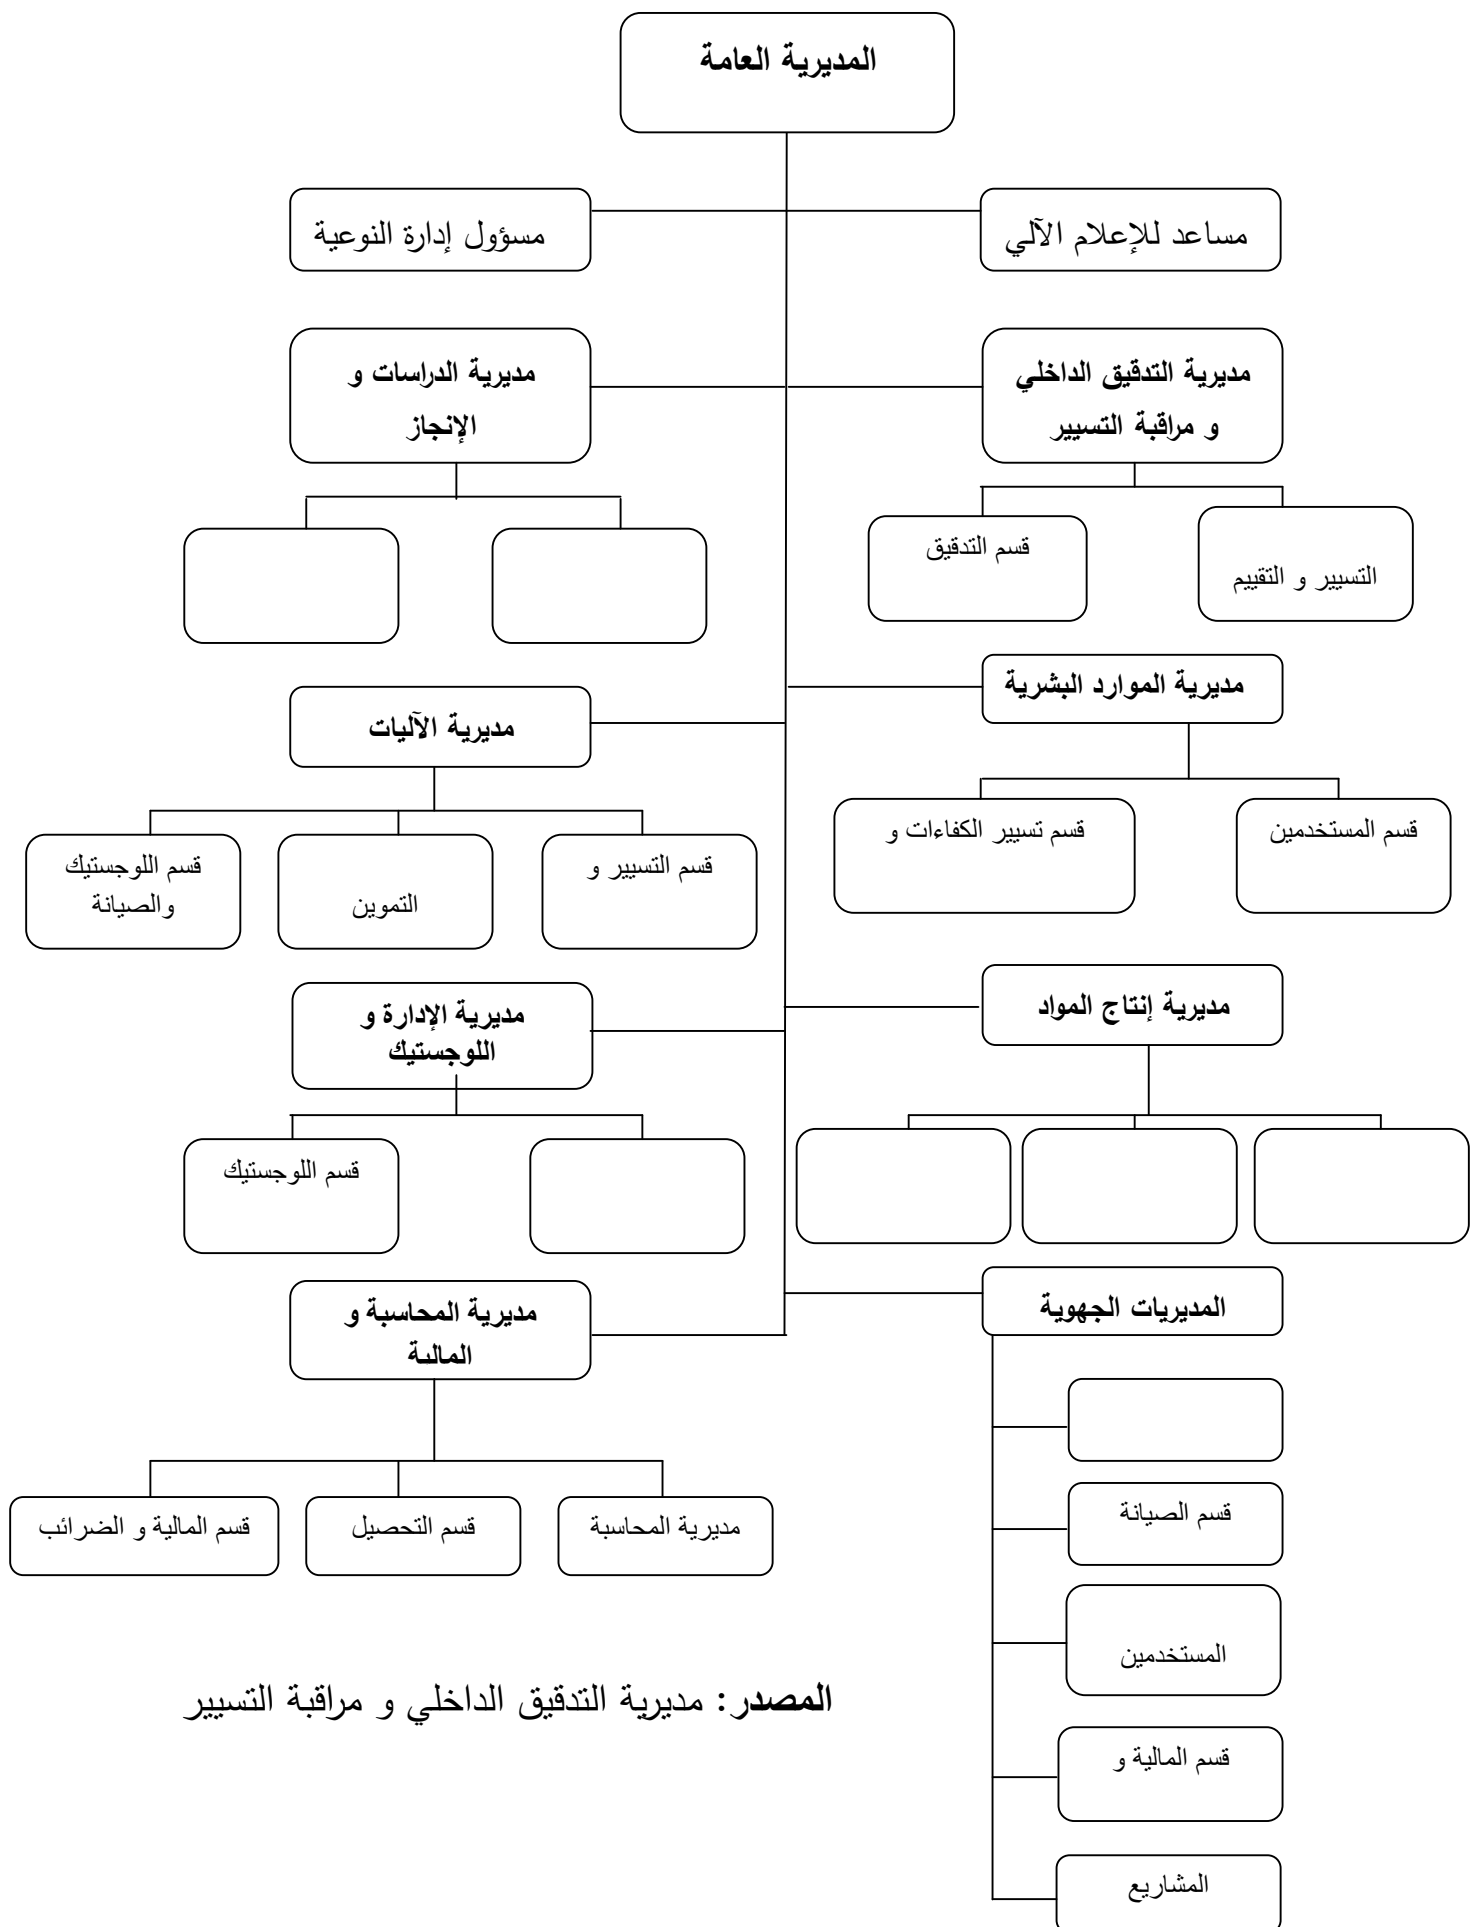 المديرية العامة
مساعد للإعلام الآلي
مسؤول إدارة النوعية
مديرية التدقيق الداخلي
و مراقبة التسيير
مديرية الدراسات و
الإنجاز
التسيير و التقييم
قسم التدقيق
مديرية الموارد البشرية
مديرية الآليات
قسم المستخدمين
قسم تسيير الكفاءات و
قسم التسيير و
التموين
قسم اللوجستيك
والصيانة
مديرية إنتاج المواد
مديرية الإدارة و
اللوجستيك
قسم اللوجستيك
المديريات الجهوية
مديرية المحاسبة و
المالية
مديرية المحاسبة
قسم التحصيل
قسم المالية و الضرائب
قسم الصيانة
المستخدمين
قسم المالية و
المشاريع
المصدر: مديرية التدقيق الداخلي و مراقبة التسيير